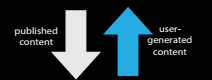 published
content
user-
generated
content